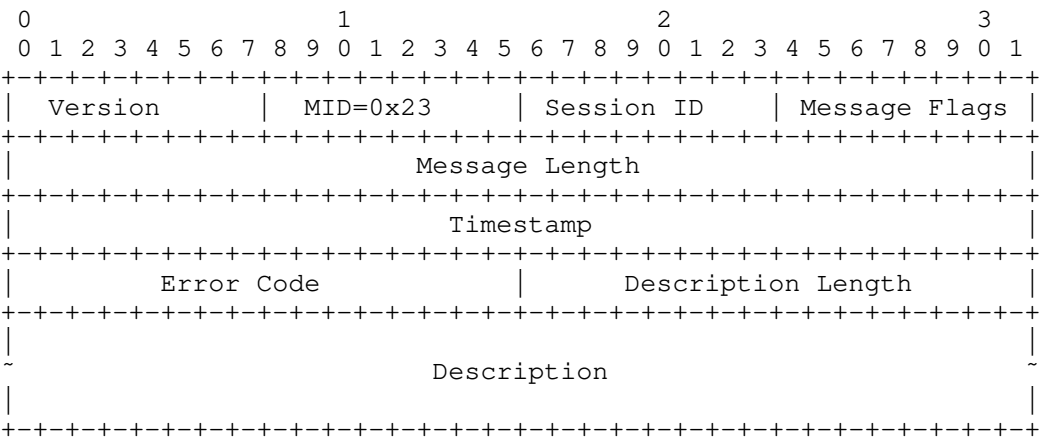 0                   1                   2                   3
0 1 2 3 4 5 6 7 8 9 0 1 2 3 4 5 6 7 8 9 0 1 2 3 4 5 6 7 8 9 0 1
+-+-+-+-+-+-+-+-+-+-+-+-+-+-+-+-+-+-+-+-+-+-+-+-+-+-+-+-+-+-+-+-+
|  Version      |  MID=0x23     | Session ID    | Message Flags |
+-+-+-+-+-+-+-+-+-+-+-+-+-+-+-+-+-+-+-+-+-+-+-+-+-+-+-+-+-+-+-+-+
|                         Message Length                        |
+-+-+-+-+-+-+-+-+-+-+-+-+-+-+-+-+-+-+-+-+-+-+-+-+-+-+-+-+-+-+-+-+
|                           Timestamp                           |
+-+-+-+-+-+-+-+-+-+-+-+-+-+-+-+-+-+-+-+-+-+-+-+-+-+-+-+-+-+-+-+-+
|         Error Code            |      Description Length       |
+-+-+-+-+-+-+-+-+-+-+-+-+-+-+-+-+-+-+-+-+-+-+-+-+-+-+-+-+-+-+-+-+
|                                                               |
~                          Description                          ~
|                                                               |
+-+-+-+-+-+-+-+-+-+-+-+-+-+-+-+-+-+-+-+-+-+-+-+-+-+-+-+-+-+-+-+-+